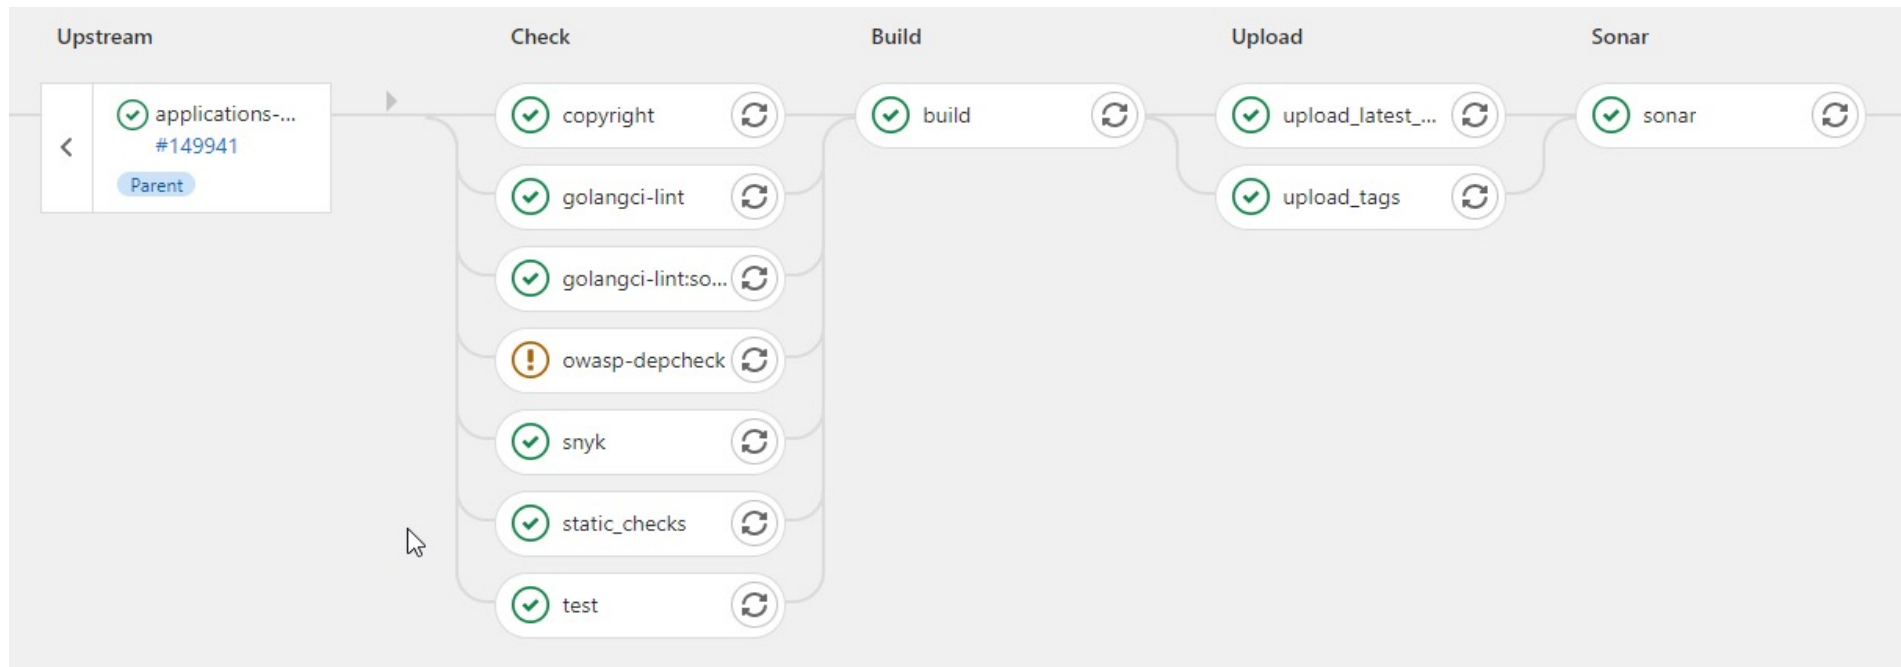 Upstream
Check
Build
Upload
Sonar
applications-...
#149941
Parent
copyright
golangci-lint
golangci-lint:so...
owasp-depcheck
snyk
static_checks
test
build
upload_latest_...
upload_tags
sonar